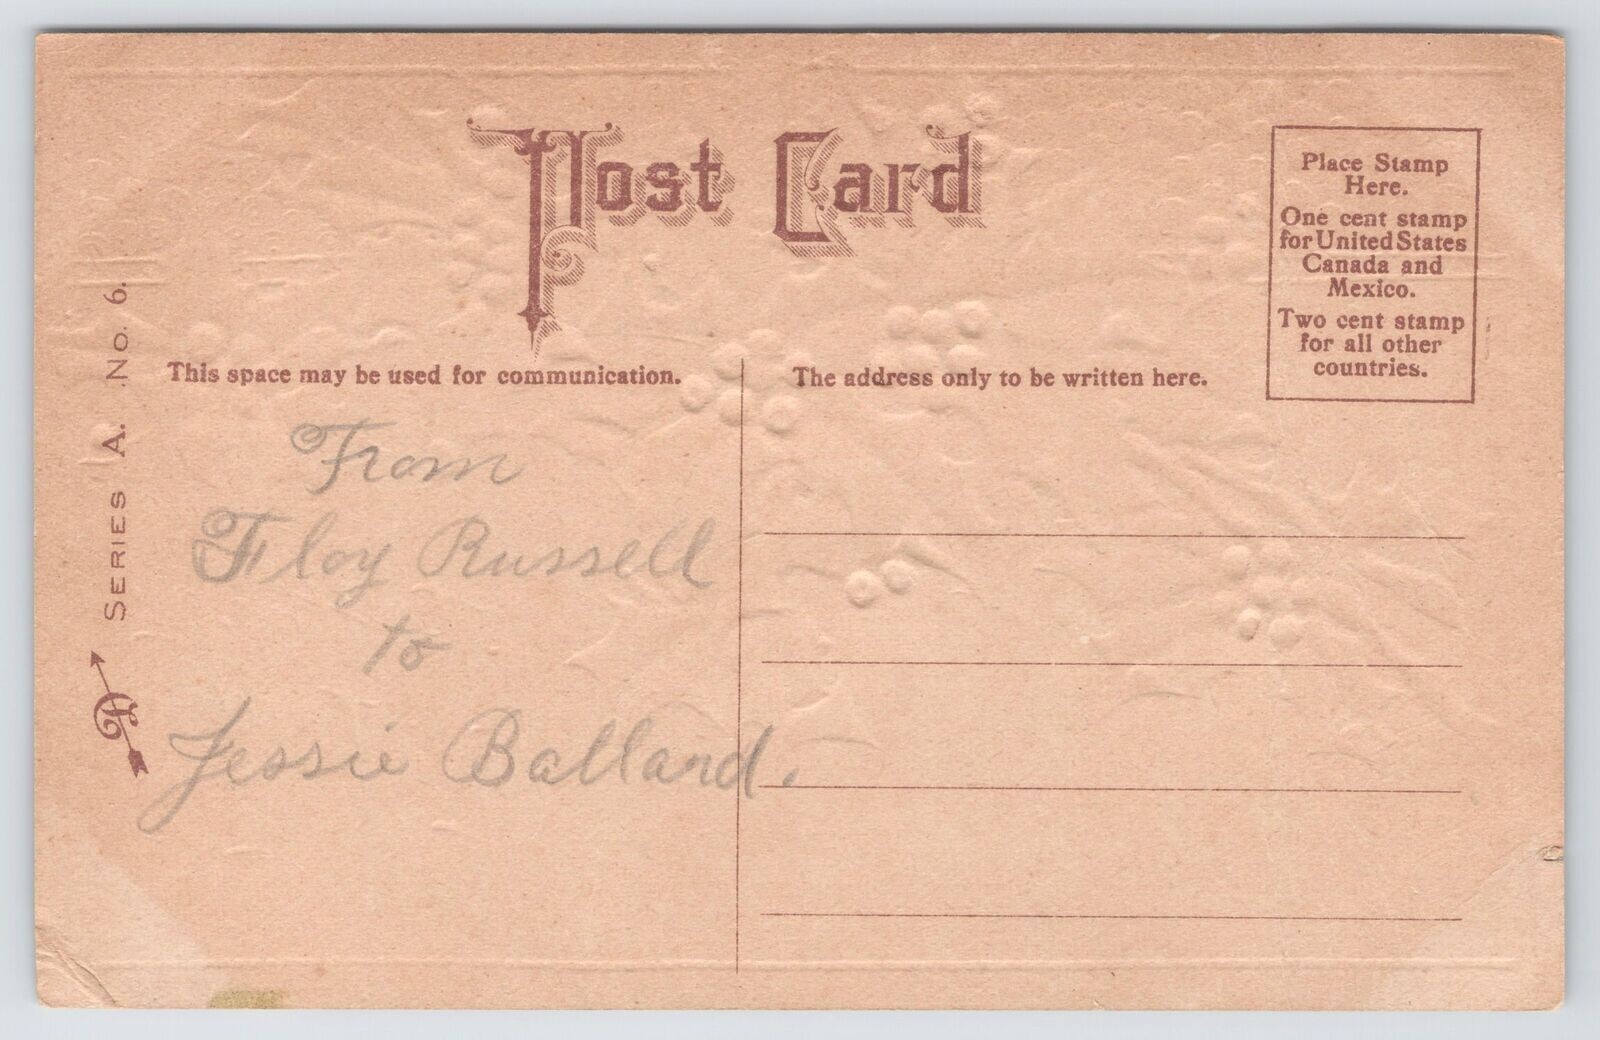 Post Card
Place Stamp
Here.
One cent stamp
for United States
Canada and
Mexico.
Two cent stamp
for all other
countries.
This space may be used for communication.
The address only to be written here.
SERIES A. No. 6.
From
Floy Russell
to
Jessie Balland.